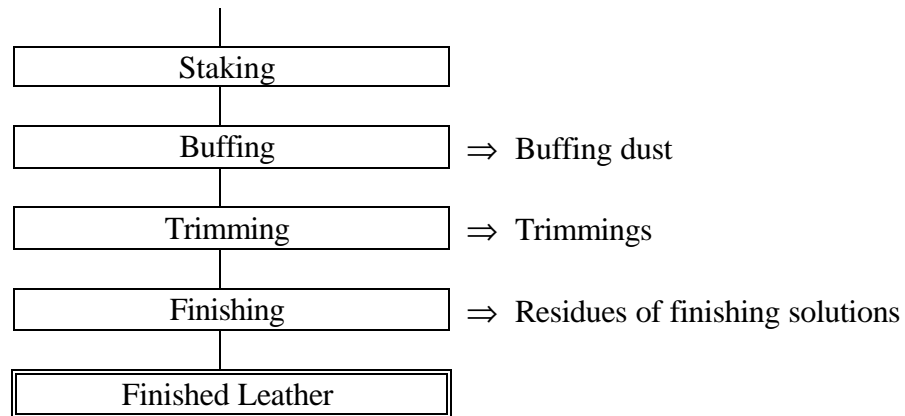 Staking
Buffing ⇒ Buffing dust
Trimming ⇒ Trimmings
Finishing ⇒ Residues of finishing solutions
Finished Leather